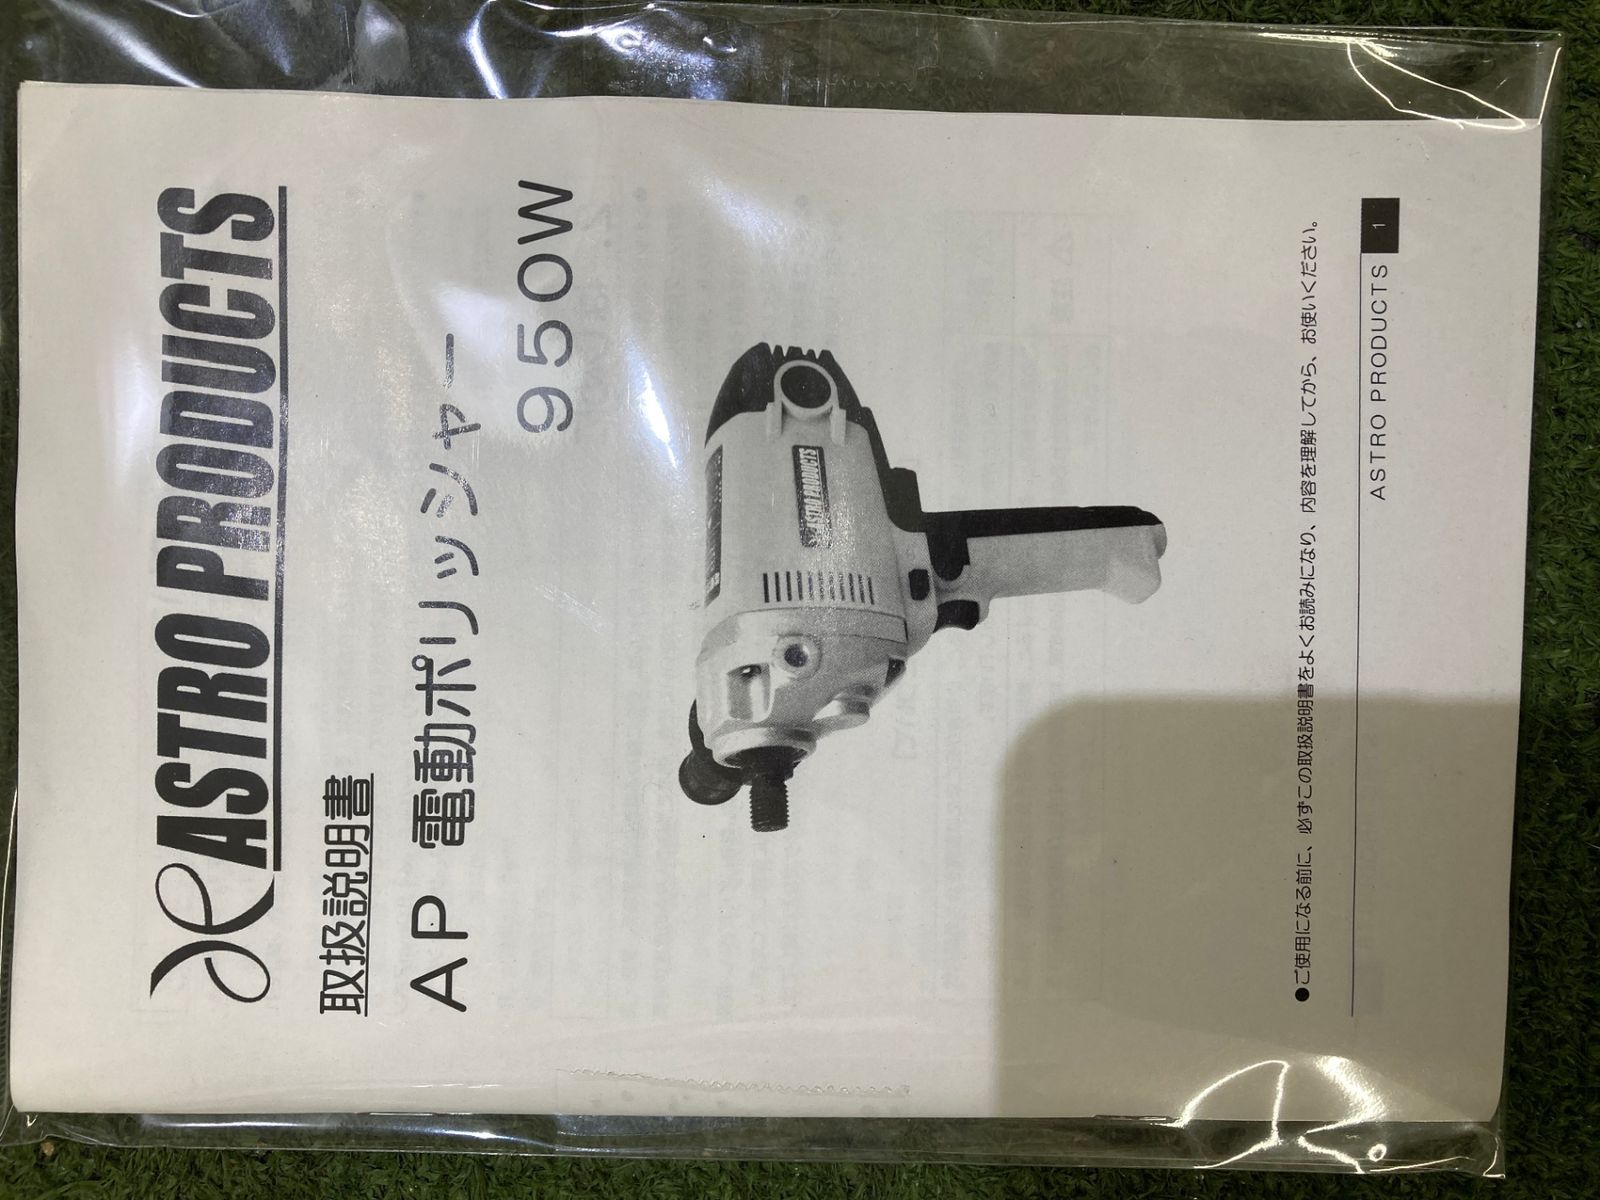 ASTRO PRODUCTS
取扱説明書
AP 電動ポリッシャー
950W
ASTRO PRODUCTS
●ご使用になる前に、必ずこの取扱説明書をよくお読みになり、内容を理解してから、お使いください。
ASTRO PRODUCTS 1